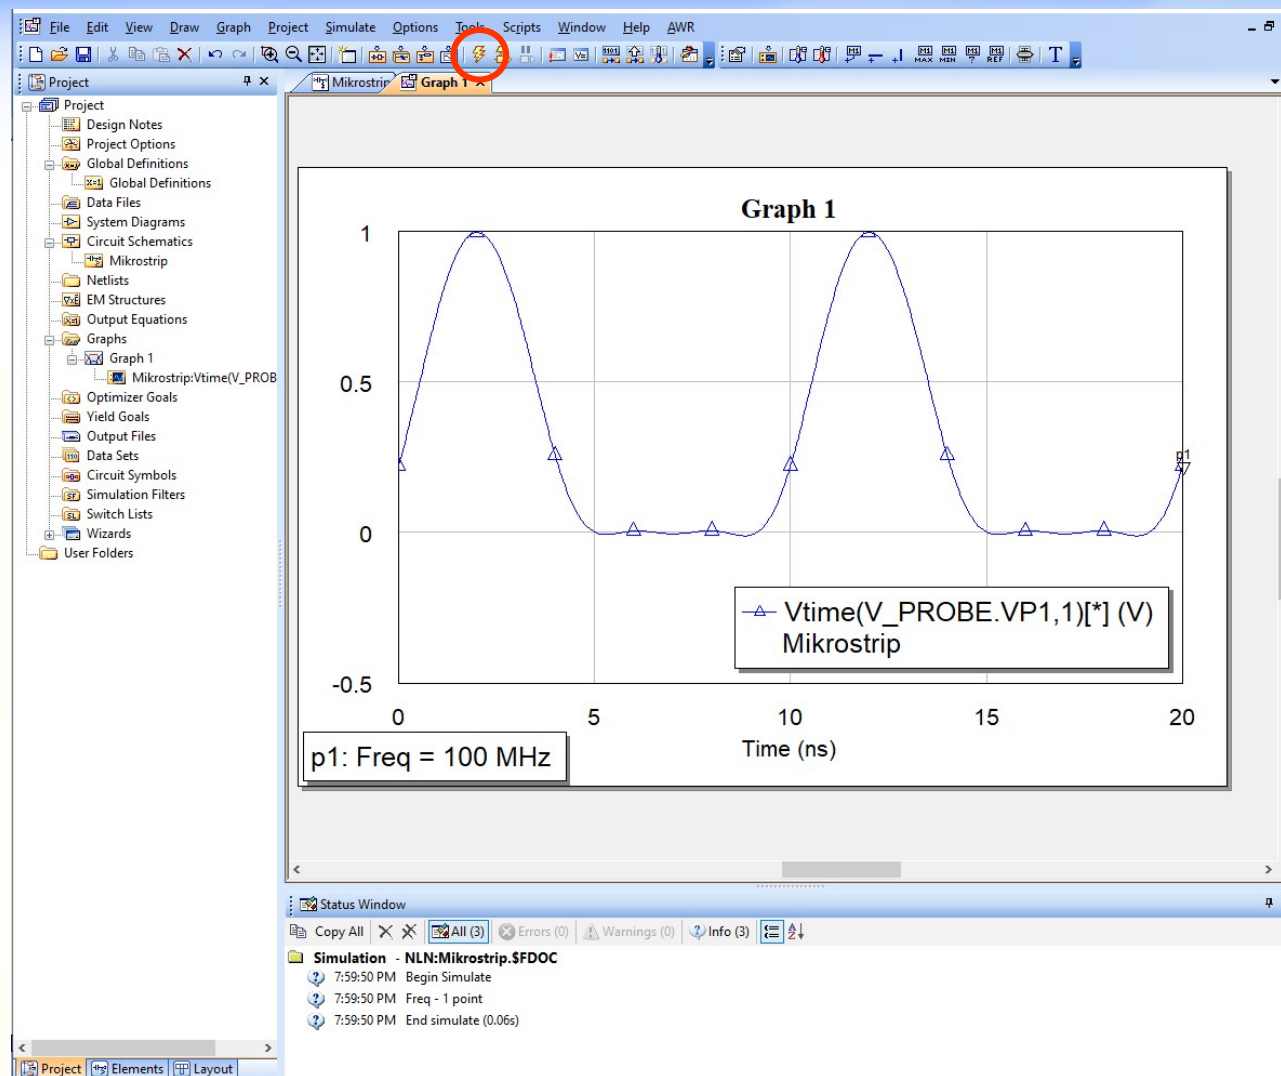 File Edit View Draw Graph Project Simulate Options Tools Scripts Window Help AWR
Project
Mikrostrip Graph 1
Project
Design Notes
Project Options
Global Definitions
Global Definitions
Data Files
System Diagrams
Circuit Schematics
Mikrostrip
Netlists
EM Structures
Output Equations
Graphs
Graph 1
Mikrostrip:Vtime(V_PROB
Optimizer Goals
Yield Goals
Output Files
Data Sets
Circuit Symbols
Simulation Filters
Switch Lists
Wizards
User Folders
Project Elements Layout
Graph 1
1
0.5
0
-0.5
p1
0 5 10 15 20
Time (ns)
Vtime(V_PROBE.VP1,1)[*] (V)
Mikrostrip
p1: Freq = 100 MHz
Status Window
Copy All All (3) Errors (0) Warnings (0) Info (3)
Simulation - NLN:Mikrostrip.$FDOC
7:59:50 PM Begin Simulate
7:59:50 PM Freq - 1 point
7:59:50 PM End simulate (0.06s)